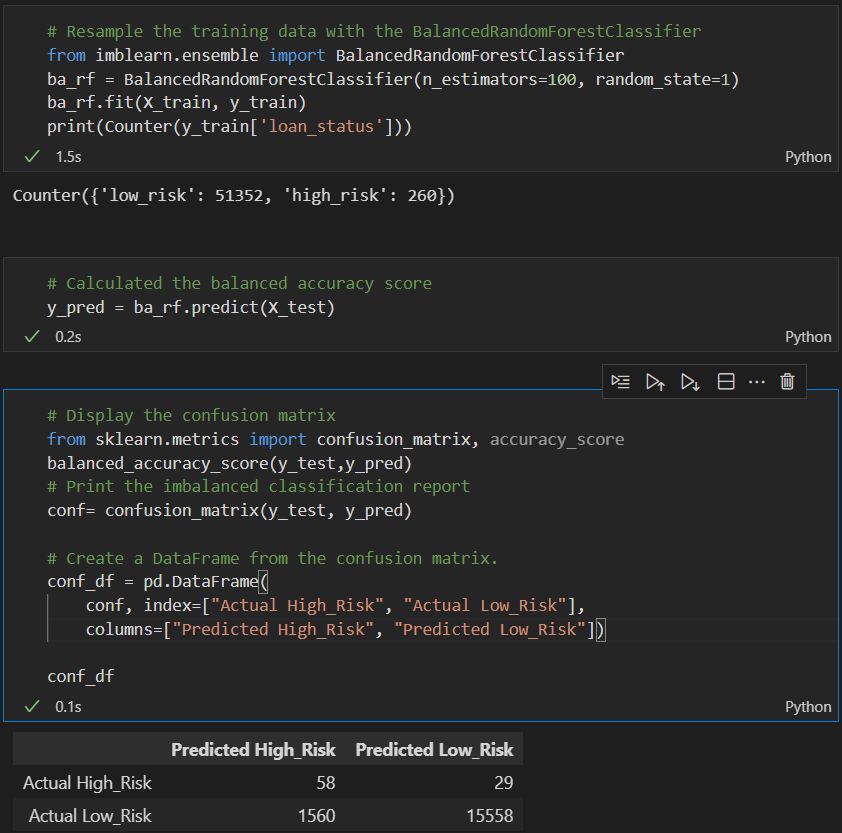 # Resample the training data with the BalancedRandomForestClassifier
from imblearn.ensemble import BalancedRandomForestClassifier
ba_rf = BalancedRandomForestClassifier(n_estimators=100, random_state=1)
ba_rf.fit(X_train, y_train)
print(Counter(y_train['loan_status']))
1.5s Python
Counter({'low_risk': 51352, 'high_risk': 260})
# Calculated the balanced accuracy score
y_pred = ba_rf.predict(X_test)
0.2s Python
# Display the confusion matrix
from sklearn.metrics import confusion_matrix, accuracy_score
balanced_accuracy_score(y_test,y_pred)
# Print the imbalanced classification report
conf= confusion_matrix(y_test, y_pred)
# Create a DataFrame from the confusion matrix.
conf_df = pd.DataFrame(
conf, index=["Actual High_Risk", "Actual Low_Risk"],
columns=["Predicted High_Risk", "Predicted Low_Risk"])
conf_df
0.1s Python
Predicted High_Risk Predicted Low_Risk
Actual High_Risk 58 29
Actual Low_Risk 1560 15558